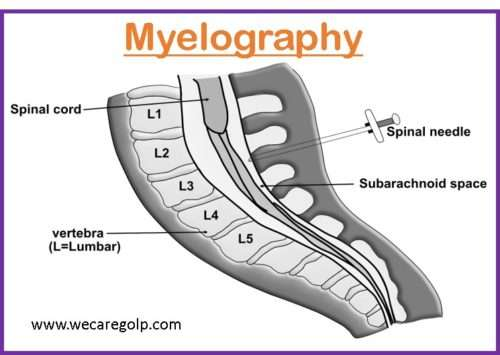 Myelography
Spinal cord
L1
Spinal needle
L2
L3
Subarachnoid space
L4
vertebra
(L=Lumbar)
L5
www.wecaregolp.com